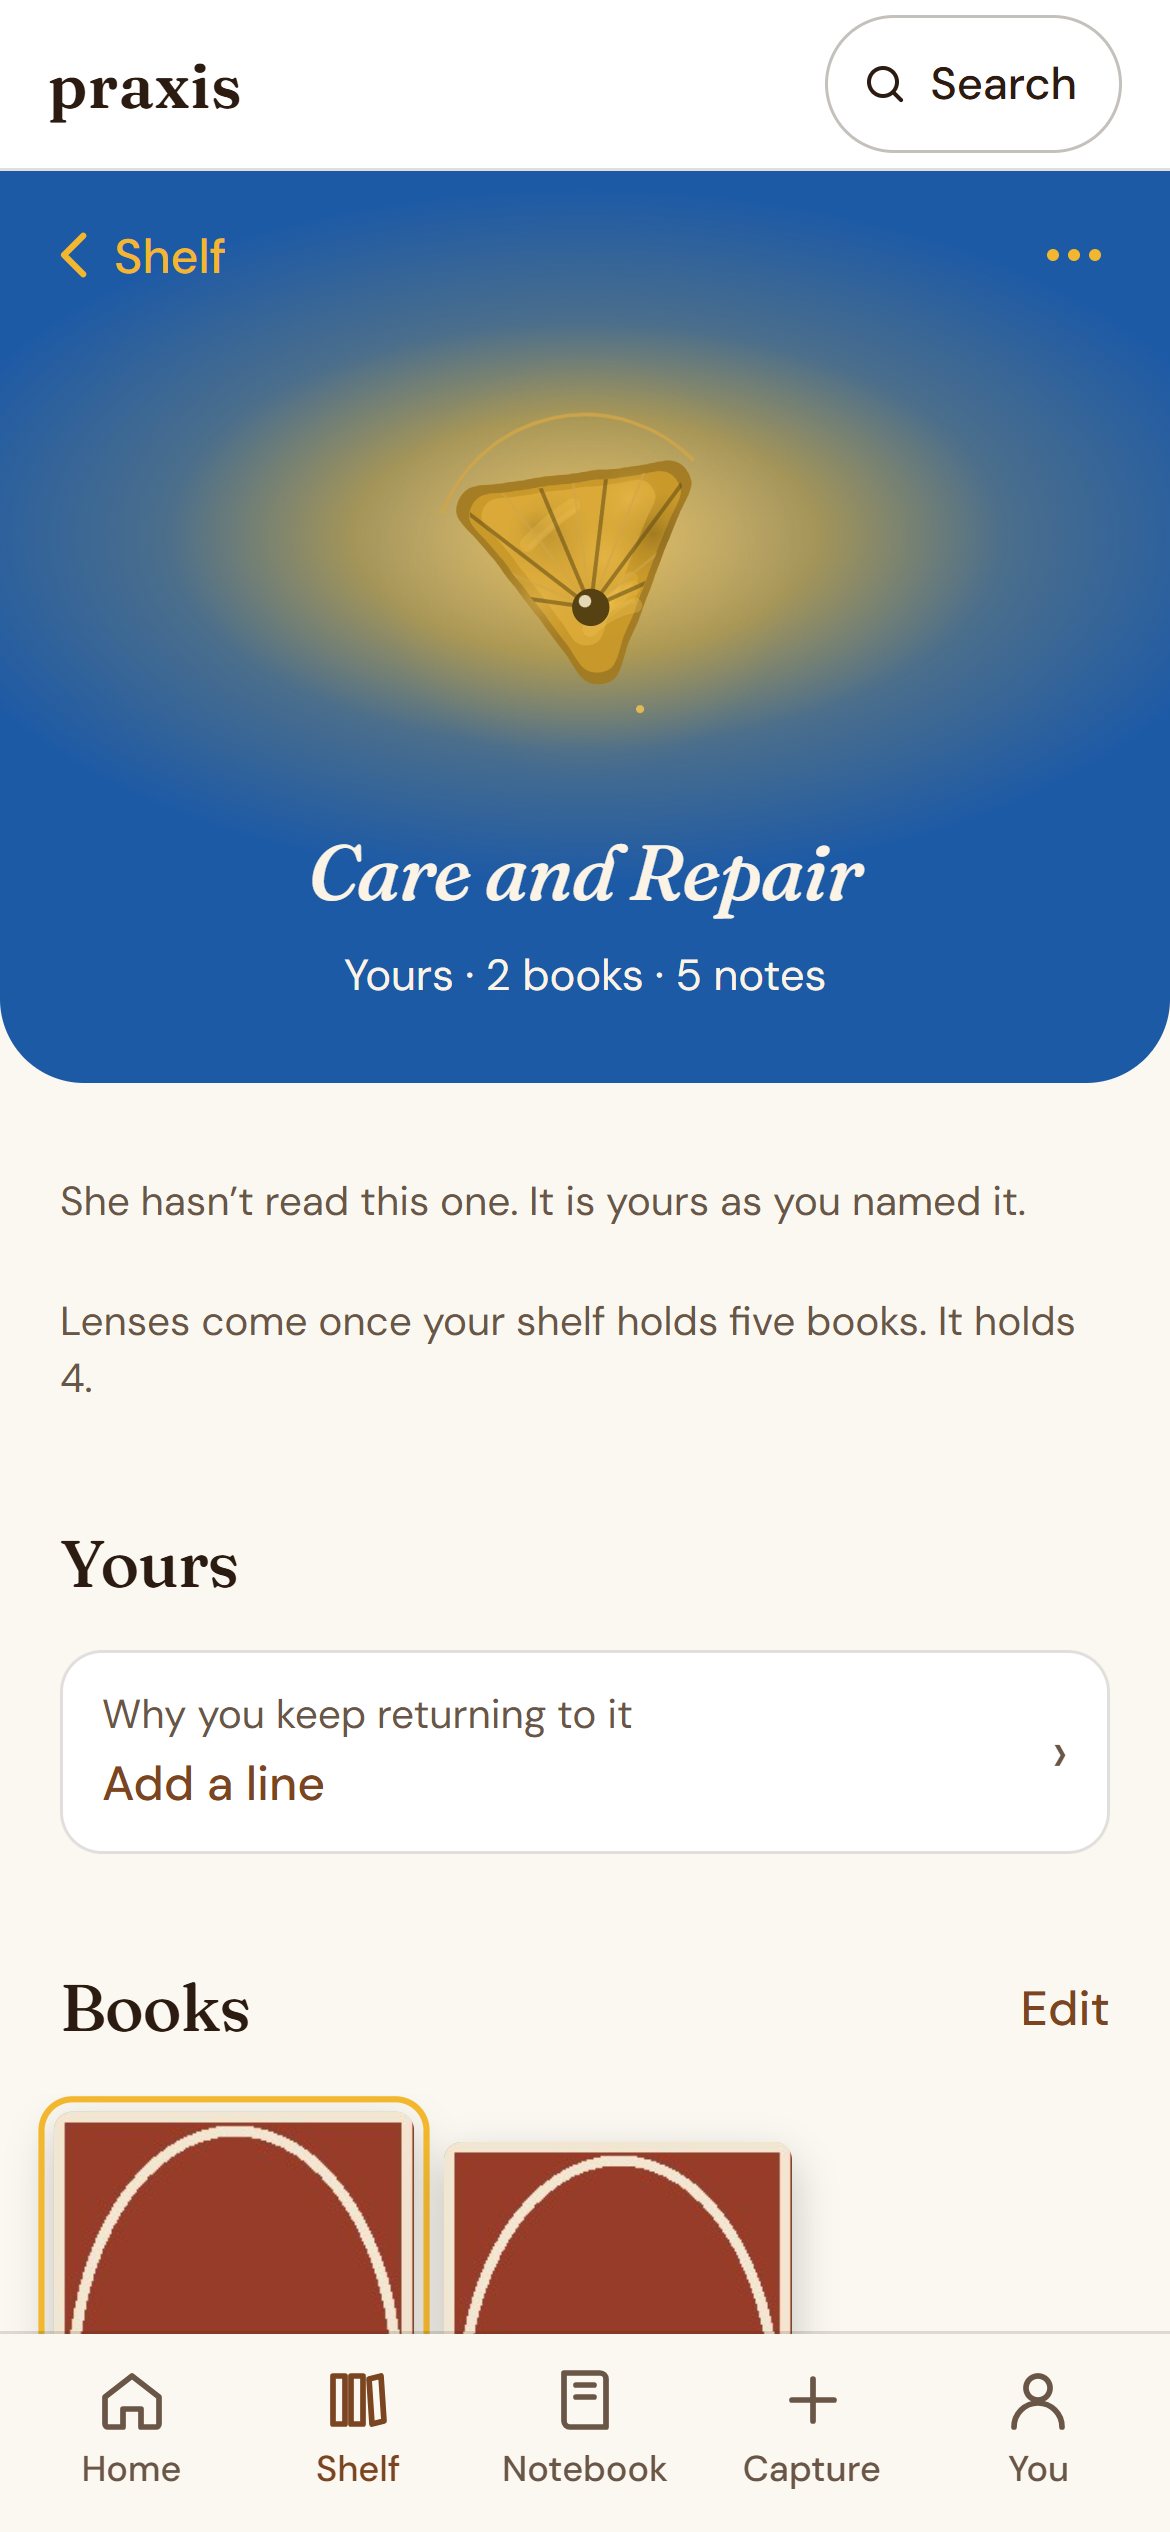 praxis
Search
Shelf
Care and Repair
Yours · 2 books · 5 notes
She hasn’t read this one. It is yours as you named it.
Lenses come once your shelf holds five books. It holds
4.
Yours
Why you keep returning to it
Add a line
Books
Edit
Home
Shelf
Notebook
Capture
You